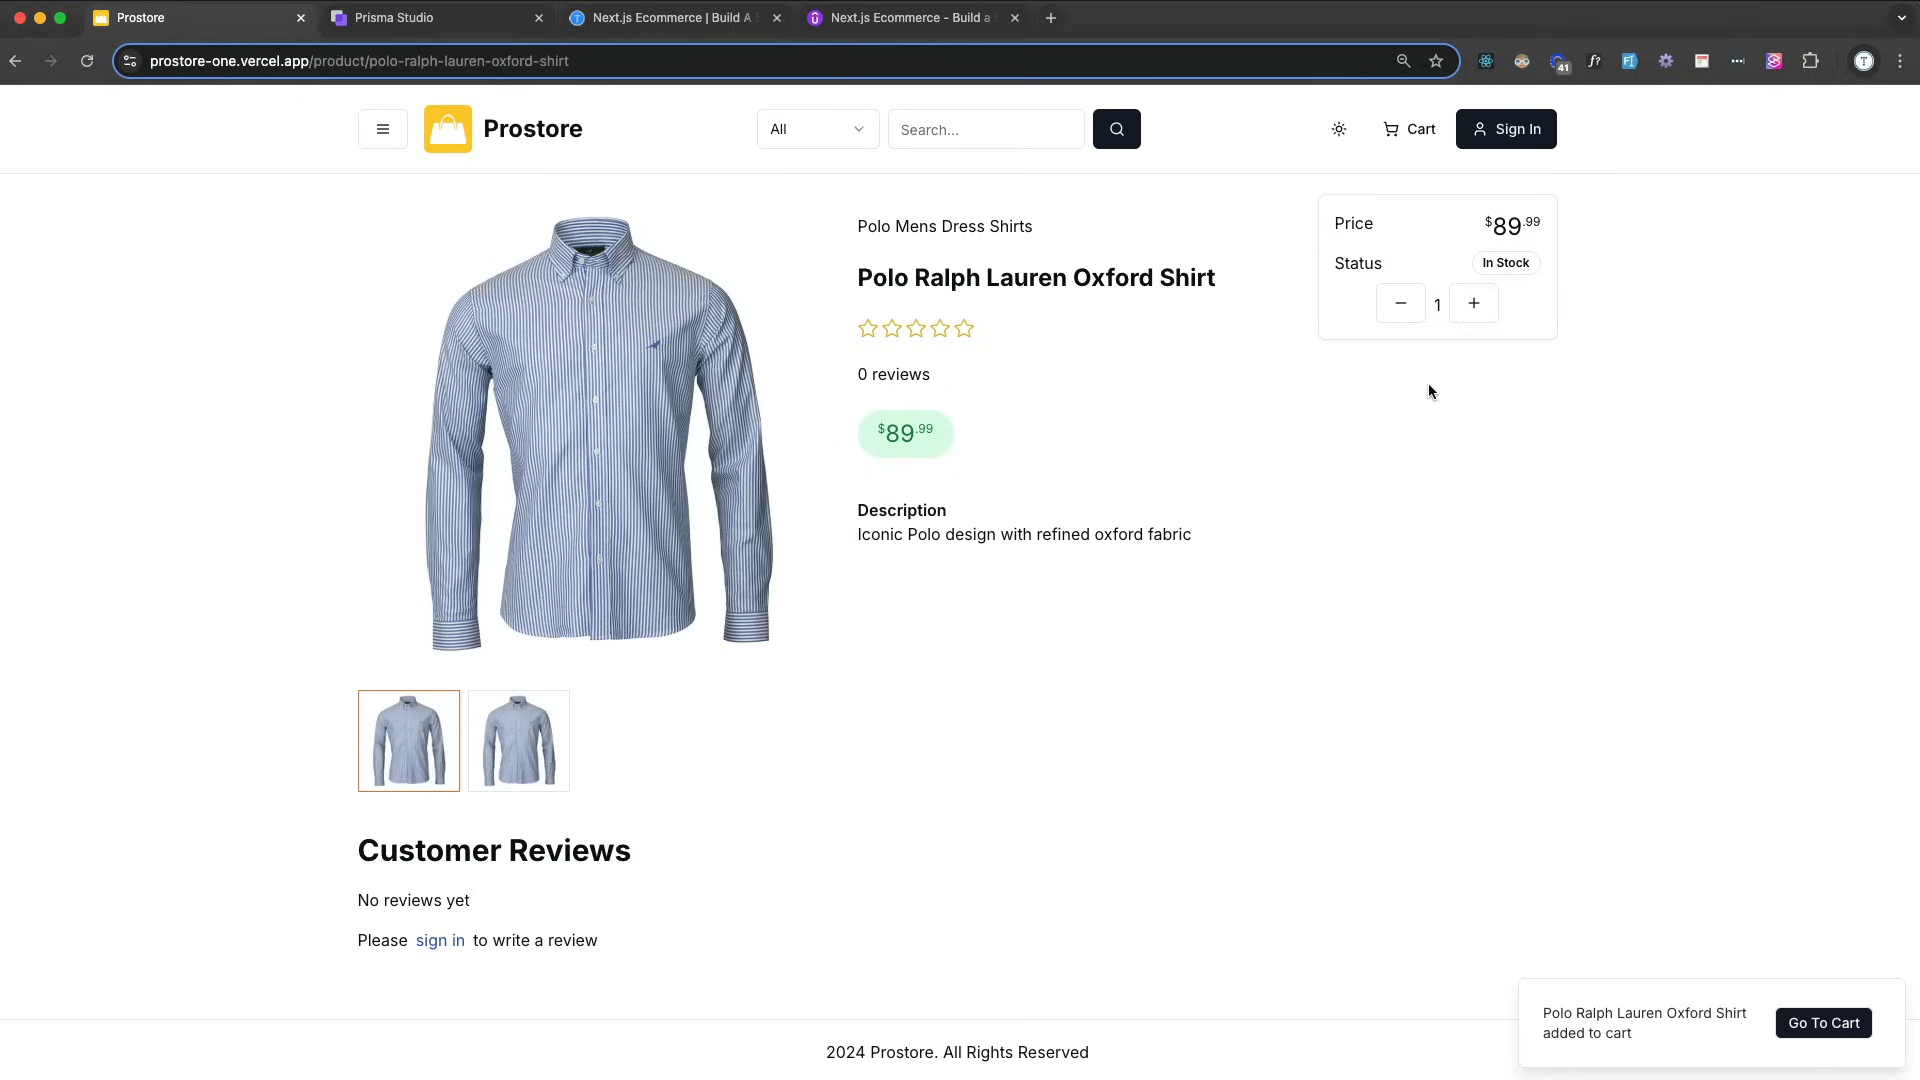 Prostore
Prisma Studio
Next.js Ecommerce | Build A S
Next.js Ecommerce - Build a
prostore-one.vercel.app/product/polo-ralph-lauren-oxford-shirt
41
f?
T
Prostore
All
Search...
Cart
Sign In
Polo Mens Dress Shirts
Polo Ralph Lauren Oxford Shirt
0 reviews
$89.99
Description
Iconic Polo design with refined oxford fabric
Price
$89.99
Status
In Stock
1
Customer Reviews
No reviews yet
Please sign in to write a review
Polo Ralph Lauren Oxford Shirt
added to cart
Go To Cart
2024 Prostore. All Rights Reserved